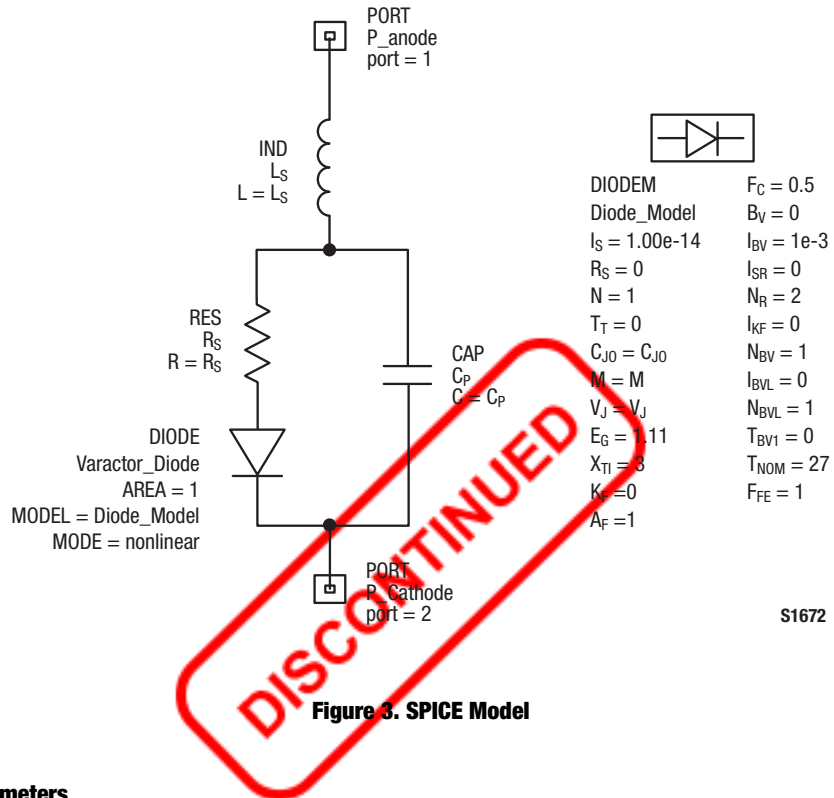 PORT
P_anode
port = 1
IND
LS
L = LS
RES
RS
R = RS
CAP
CP
C = CP
DIODE
Varactor_Diode
AREA = 1
MODEL = Diode_Model
MODE = nonlinear
PORT
P_Cathode
port = 2
DIODEM
Diode_Model
IS = 1.00e-14
RS = 0
N = 1
TT = 0
CJ0 = CJ0
M = M
VJ = VJ
EG = 1.11
XTI = 3
KF =0
AF =1
FC = 0.5
BV = 0
IBV = 1e-3
ISR = 0
NR = 2
IKF = 0
NBV = 1
IBVL = 0
NBVL = 1
TBV1 = 0
TNOM = 27
FFE = 1
S1672
DISCONTINUED
Figure 3. SPICE Model
meters